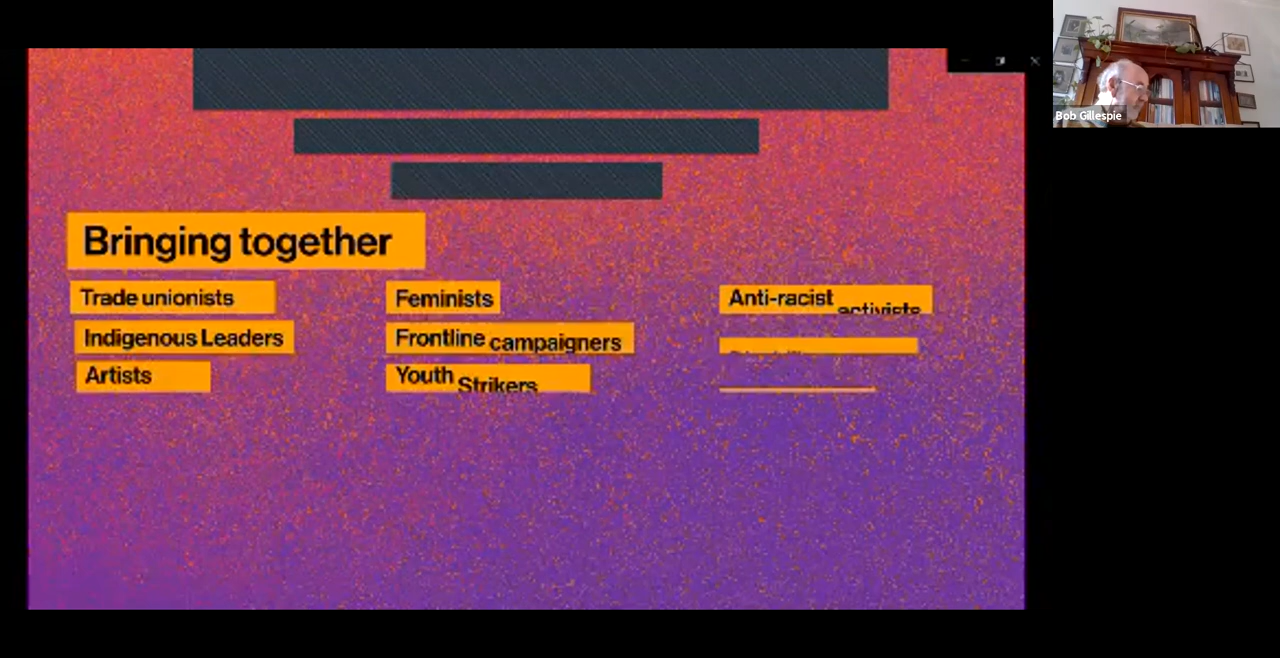 Bob Gillespie
Bringing together
Trade unionists
Feminists
Anti-racist activists
Indigenous Leaders
Frontline campaigners
Artists
Youth Strikers